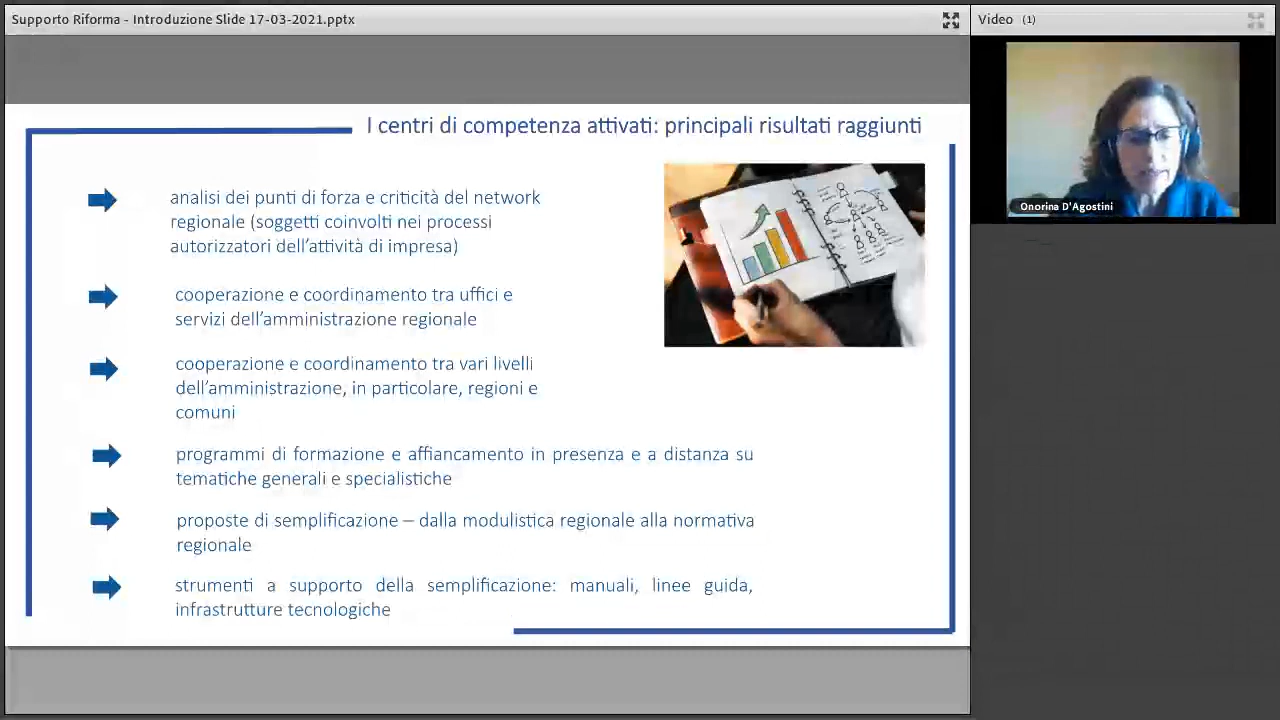 Supporto Riforma - Introduzione Slide 17-03-2021.pptx
Video (1)
Onorina D'Agostini
I centri di competenza attivati: principali risultati raggiunti
analisi dei punti di forza e criticità del network
regionale (soggetti coinvolti nei processi
autorizzatori dell'attività di impresa)
cooperazione e coordinamento tra uffici e
servizi dell'amministrazione regionale
cooperazione e coordinamento tra vari livelli
dell'amministrazione, in particolare, regioni e
comuni
programmi di formazione e affiancamento in presenza e a distanza su
tematiche generali e specialistiche
proposte di semplificazione – dalla modulistica regionale alla normativa
regionale
strumenti a supporto della semplificazione: manuali, linee guida,
infrastrutture tecnologiche